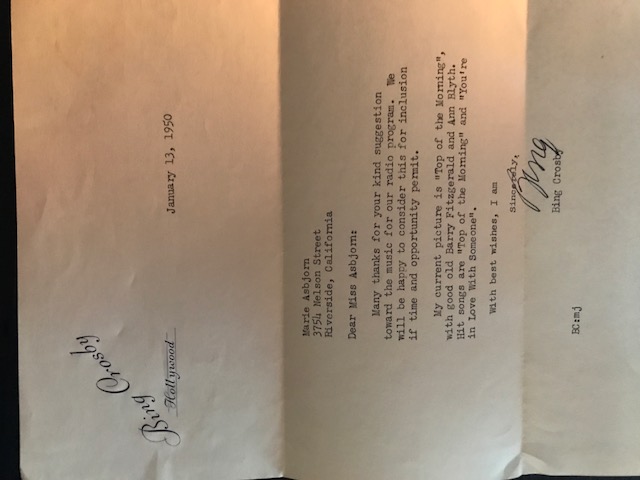 Bing Crosby
Hollywood
January 13, 1950
Marie Asbjorn
3754 Nelson Street
Riverside, California
Dear Miss Asbjorn:
Many thanks for your kind suggestion
toward the music for our radio program. We
will be happy to consider this for inclusion
if time and opportunity permit.
My current picture is "Top of the Morning",
with good old Barry Fitzgerald and Ann Blyth.
Hit songs are "Top of the Morning" and "You're
in Love With Someone".
With best wishes, I am
Sincerely,
Bing
Bing Crosby
BC:mj